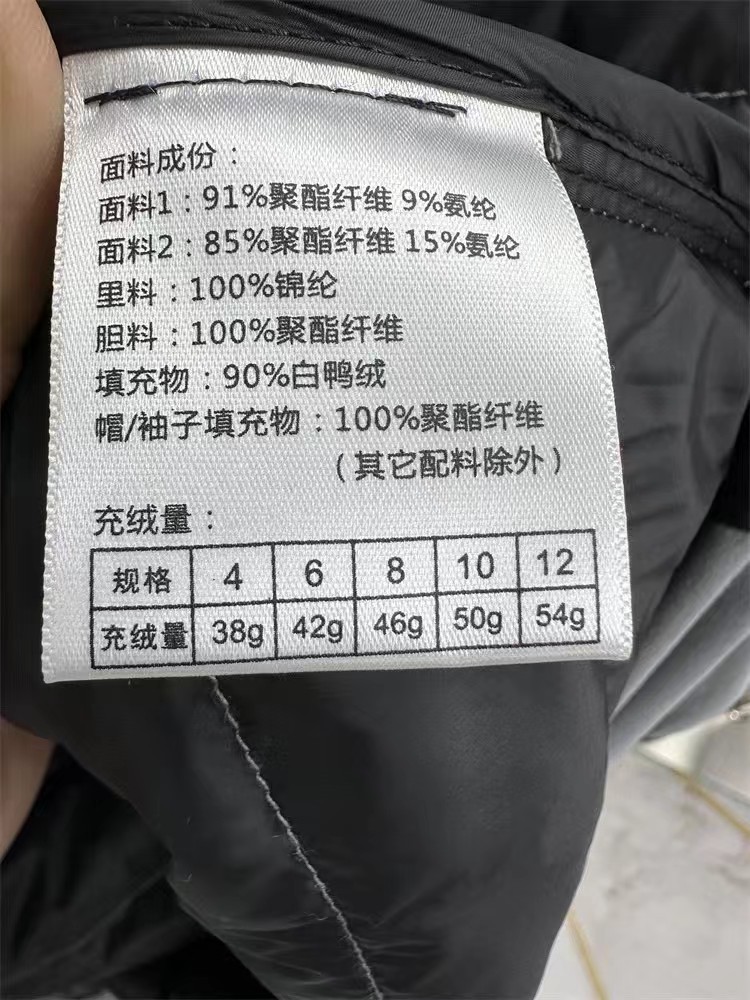 面料成份：
面料1：91%聚酯纤维 9%氨纶
面料2：85%聚酯纤维 15%氨纶
里料：100%锦纶
胆料：100%聚酯纤维
填充物：90%白鸭绒
帽/袖子填充物：100%聚酯纤维
（其它配料除外）
充绒量：
规格 4 6 8 10 12
充绒量 38g 42g 46g 50g 54g